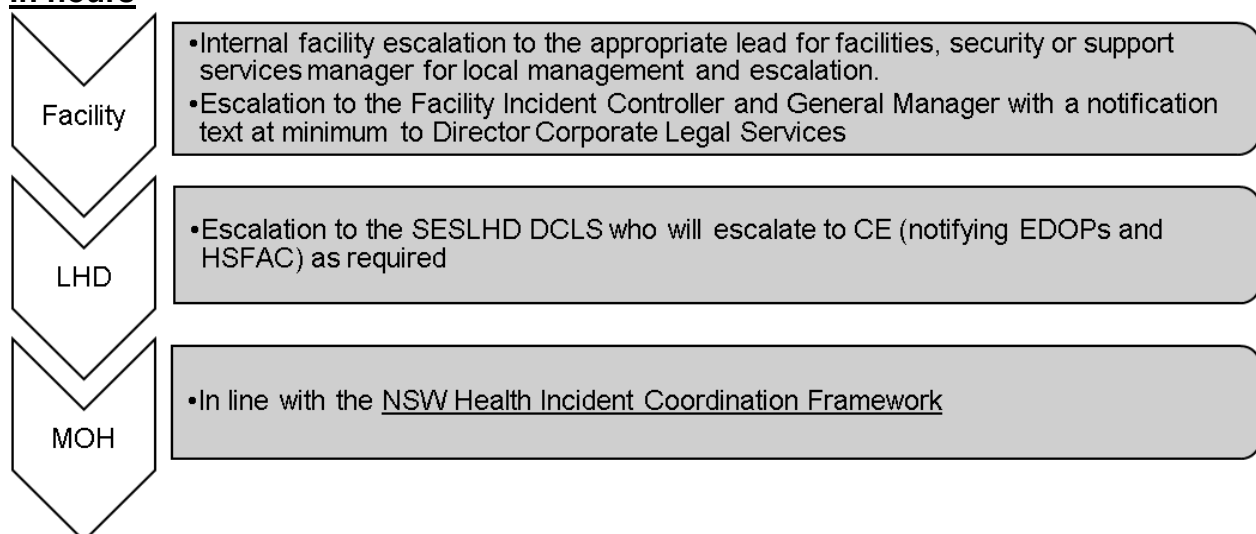 In hours
•Internal facility escalation to the appropriate lead for facilities, security or support
services manager for local management and escalation.
•Escalation to the Facility Incident Controller and General Manager with a notification
text at minimum to Director Corporate Legal Services
Facility
•Escalation to the SESLHD DCLS who will escalate to CE (notifying EDOPs and
HSFAC) as required
LHD
•In line with the NSW Health Incident Coordination Framework
MOH